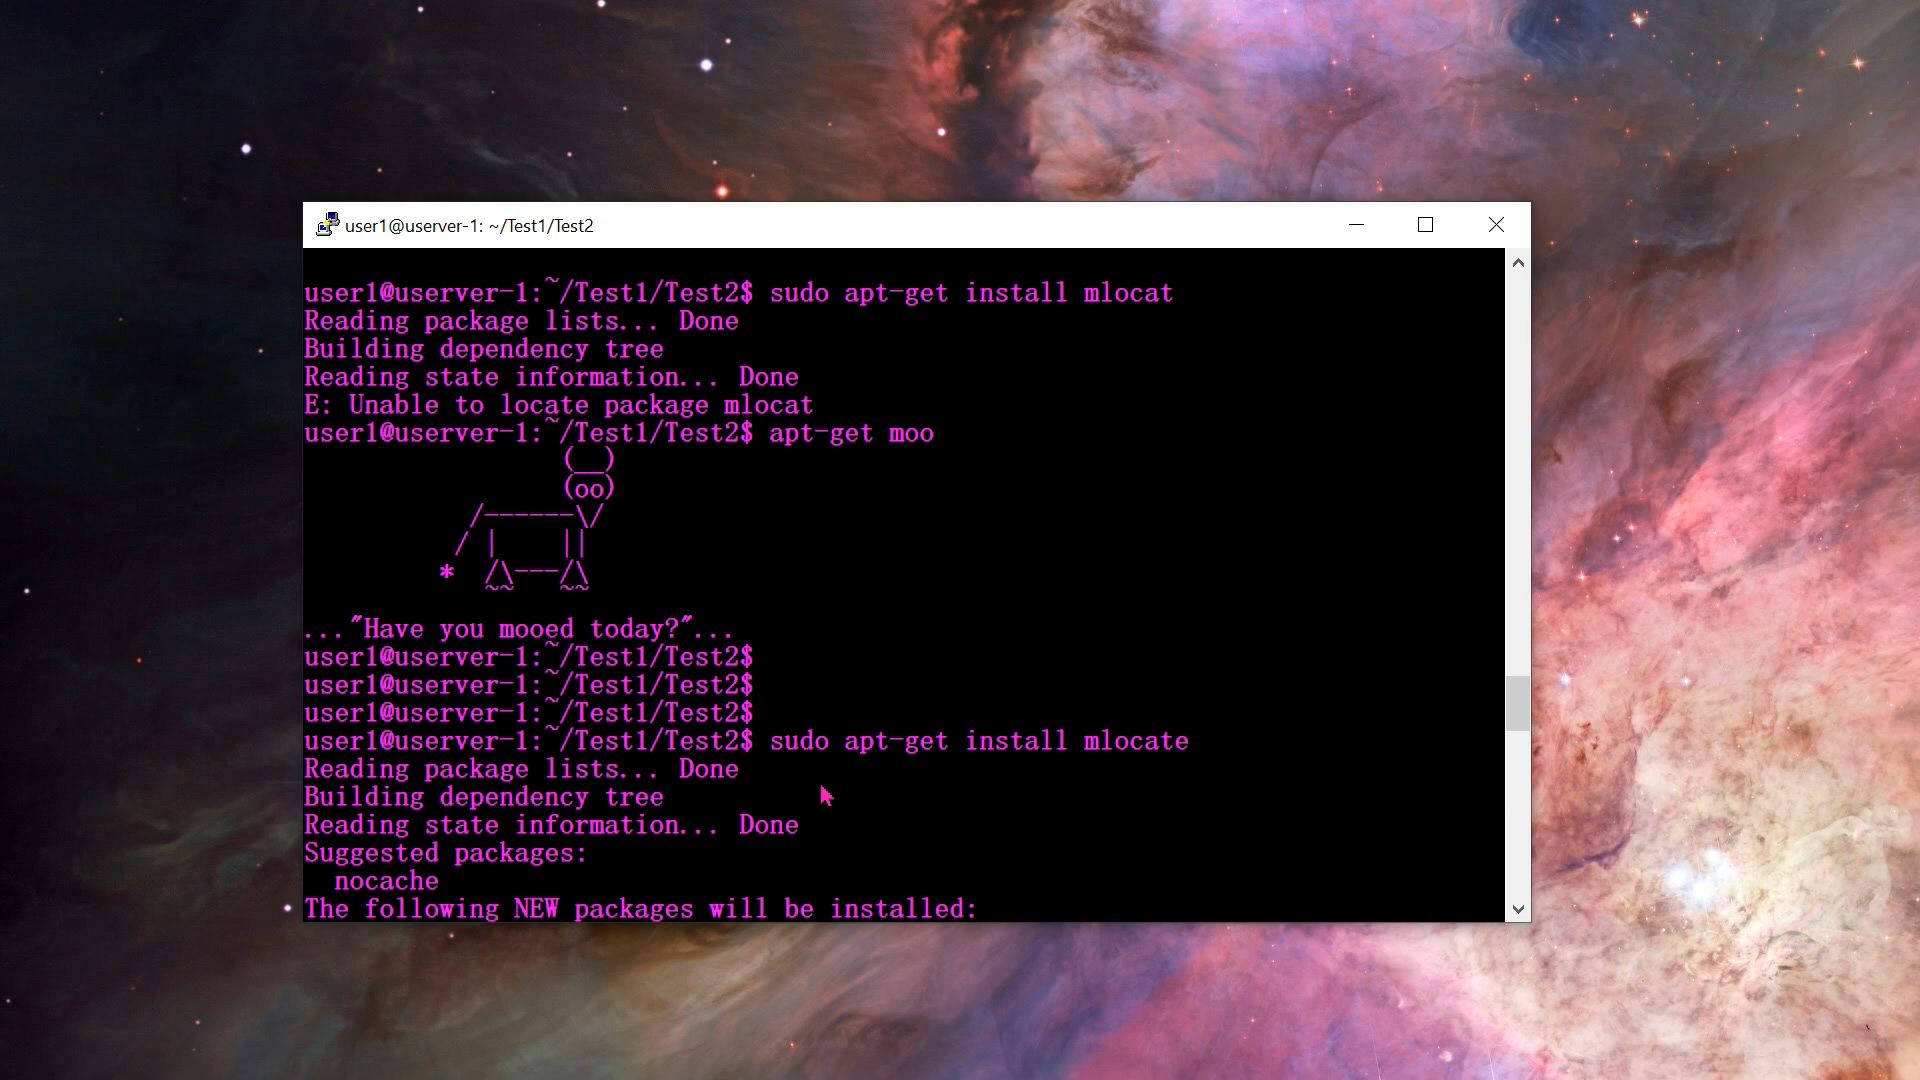 user1@userver-1: ~/Test1/Test2
user1@userver-1:~/Test1/Test2$ sudo apt-get install mlocat
Reading package lists... Done
Building dependency tree
Reading state information... Done
E: Unable to locate package mlocat
user1@userver-1:~/Test1/Test2$ apt-get moo
                 (__)
                 (oo)
           /------\/
          / |    ||
         *  /\---/\
            ~~   ~~
..."Have you mooed today?"...
user1@userver-1:~/Test1/Test2$
user1@userver-1:~/Test1/Test2$
user1@userver-1:~/Test1/Test2$
user1@userver-1:~/Test1/Test2$ sudo apt-get install mlocate
Reading package lists... Done
Building dependency tree
Reading state information... Done
Suggested packages:
  nocache
The following NEW packages will be installed: